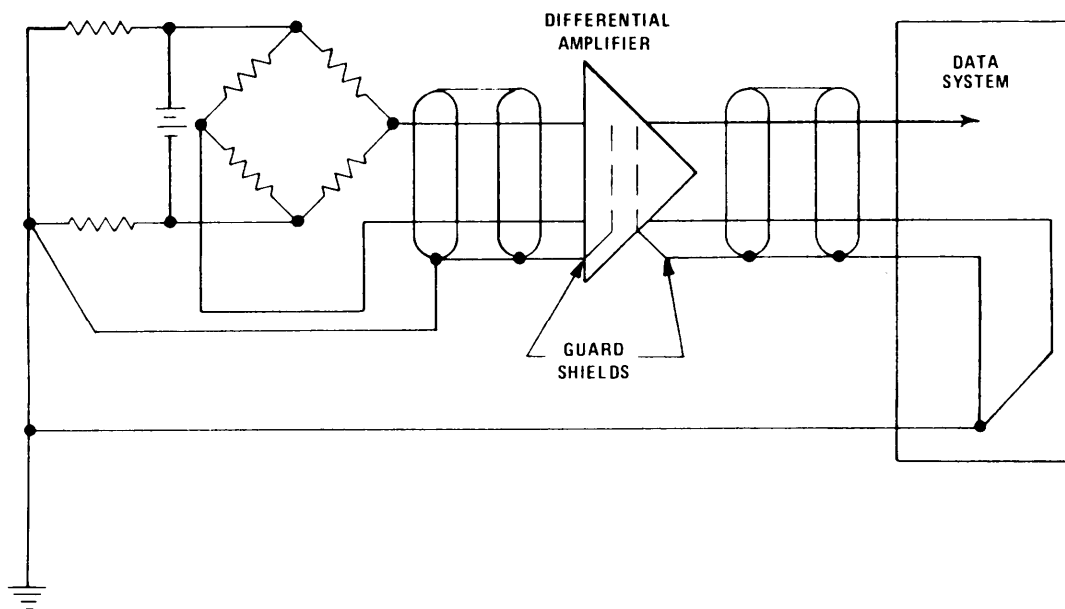 DIFFERENTIAL
AMPLIFIER
DATA
SYSTEM
GUARD
SHIELDS